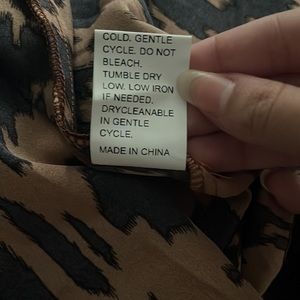 COLD. GENTLE
CYCLE. DO NOT
BLEACH.
TUMBLE DRY
LOW. LOW IRON
IF NEEDED.
DRYCLEANABLE
IN GENTLE
CYCLE.
MADE IN CHINA